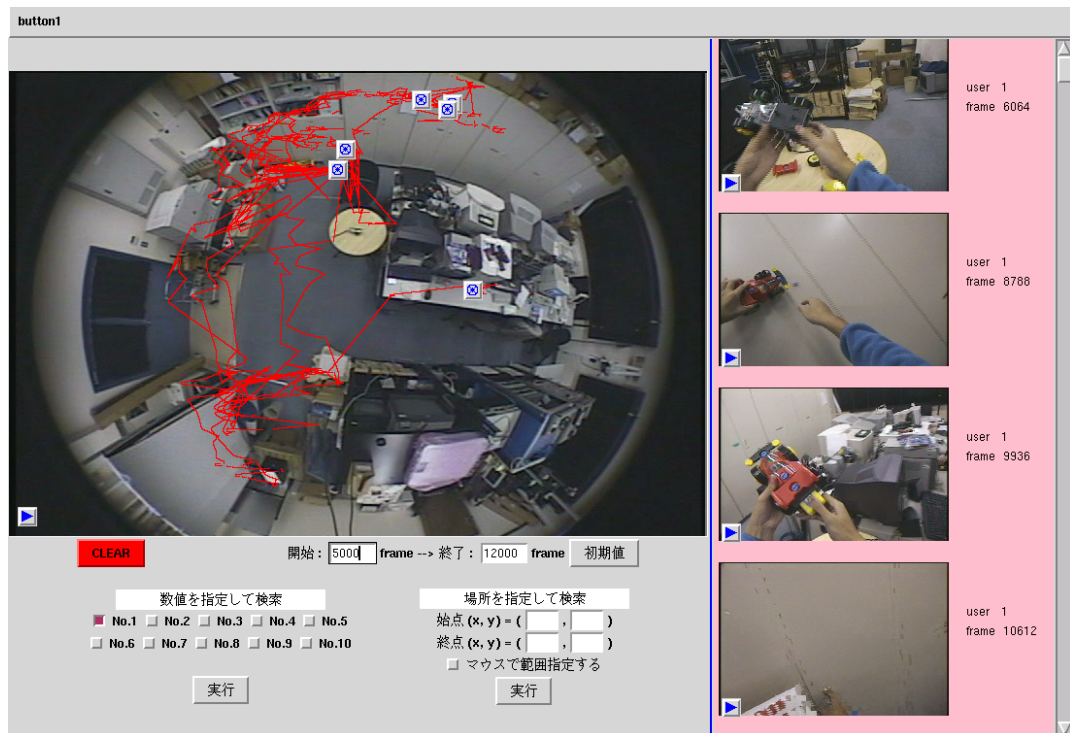 button1
user 1
frame 6064
user 1
frame 8788
user 1
frame 9936
user 1
frame 10612
CLEAR
開始 : 5000 frame --> 終了 : 12000 frame 初期値
数値を指定して検索
No.1 No.2 No.3 No.4 No.5
No.6 No.7 No.8 No.9 No.10
実行
場所を指定して検索
始点 (x, y) = ( , )
終点 (x, y) = ( , )
マウスで範囲指定する
実行